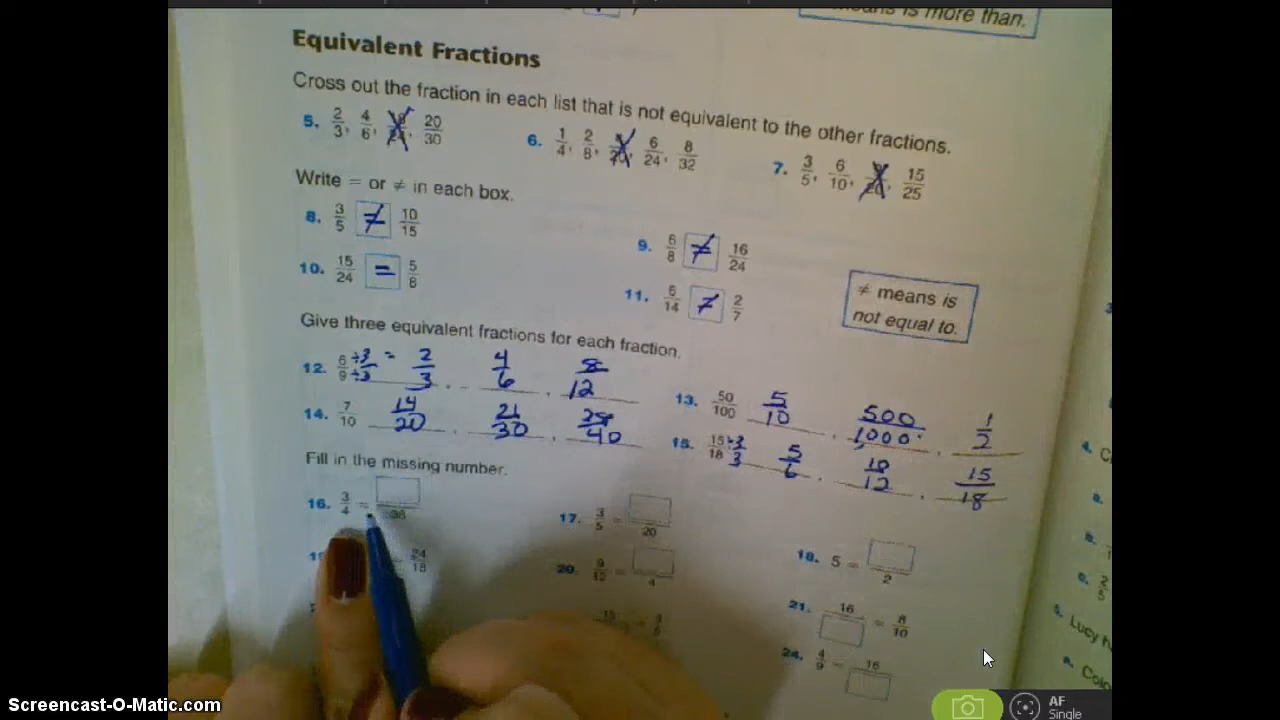 means is more than.
Equivalent Fractions
Cross out the fraction in each list that is not equivalent to the other fractions.
5. 2/3, 4/6, 20/30
6. 1/4, 2/8, 6/24, 8/32
7. 3/5, 6/10, 15/25
Write = or ≠ in each box.
8. 3/5 ≠ 10/15
9. 6/8 ≠ 16/24
10. 15/24 = 5/8
11. 6/14 ≠ 2/7
≠ means is
not equal to.
Give three equivalent fractions for each fraction.
12. 6/9 ÷3/÷3 = 2/3, 4/6, 8/12
13. 50/100 5/10, 500/1000, 1/2
14. 7/10 14/20, 21/30, 28/40
15. 15/18 ÷3/3 5/6, 10/12, 15/18
Fill in the missing number.
16. 3/4 = /36
17. 3/5 = /20
18. 5 = /2
= 24/18
20. 9/12 = /4
21. 16/ = 8/10
= 3/5
24. 4/9 = 16/
Lucy
Screencast-O-Matic.com
AF
Single